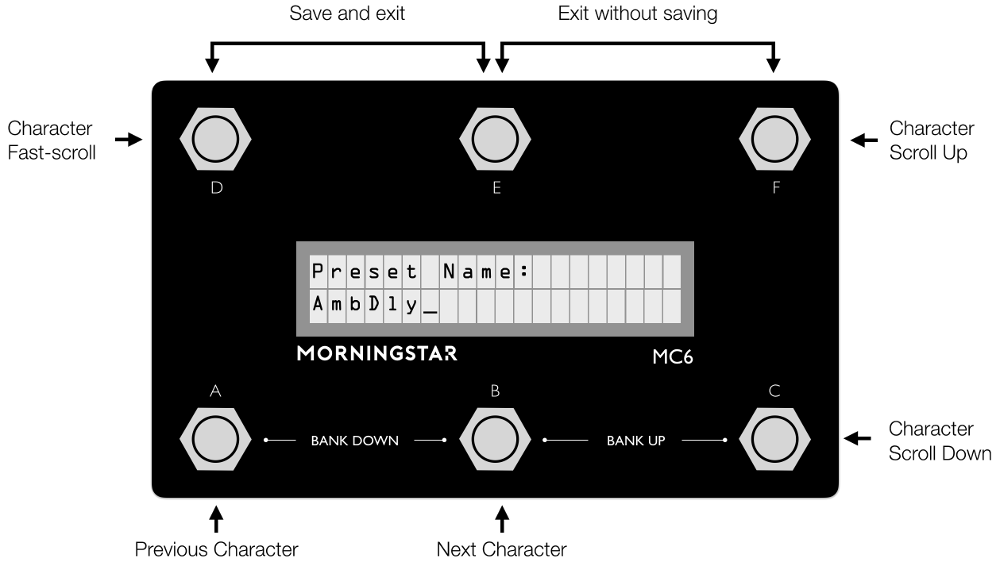 Save and exit
Exit without saving
Character
Fast-scroll
Character
Scroll Up
D
E
F
Preset Name:
AmbDly_
MORNINGSTAR
MC6
A
B
C
BANK DOWN
BANK UP
Character
Scroll Down
Previous Character
Next Character